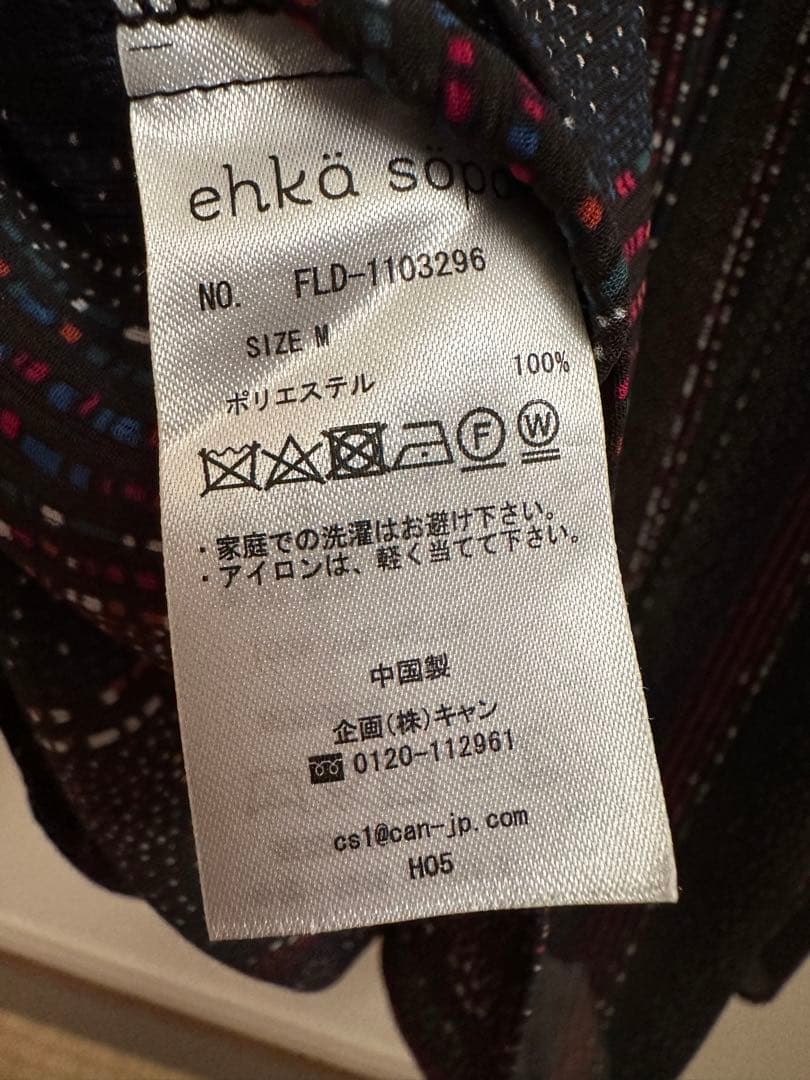 ehkä söpo
NO. FLD-1103296
SIZE M
ポリエステル 100%
F W
・家庭での洗濯はお避け下さい。
・アイロンは、軽く当てて下さい。
中国製
企画(株)キャン
0120-112961
cs1@can-jp.com
H05